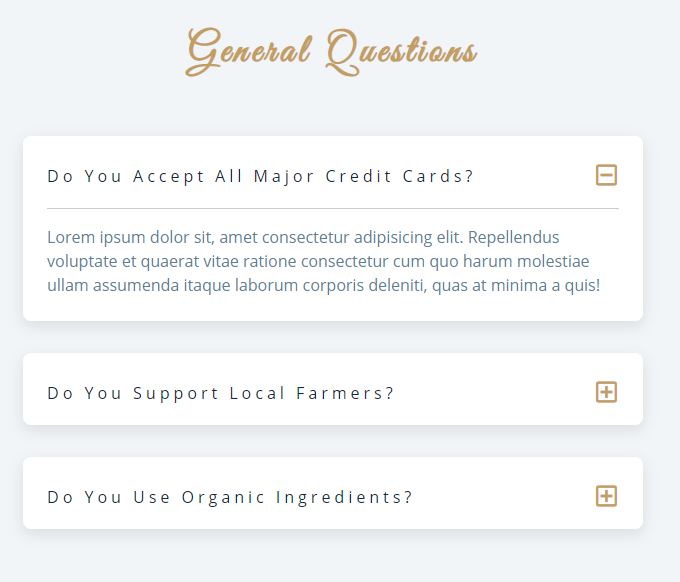 General Questions
Do You Accept All Major Credit Cards?
Lorem ipsum dolor sit, amet consectetur adipisicing elit. Repellendus
voluptate et quaerat vitae ratione consectetur cum quo harum molestiae
ullam assumenda itaque laborum corporis deleniti, quas at minima a quis!
Do You Support Local Farmers?
Do You Use Organic Ingredients?